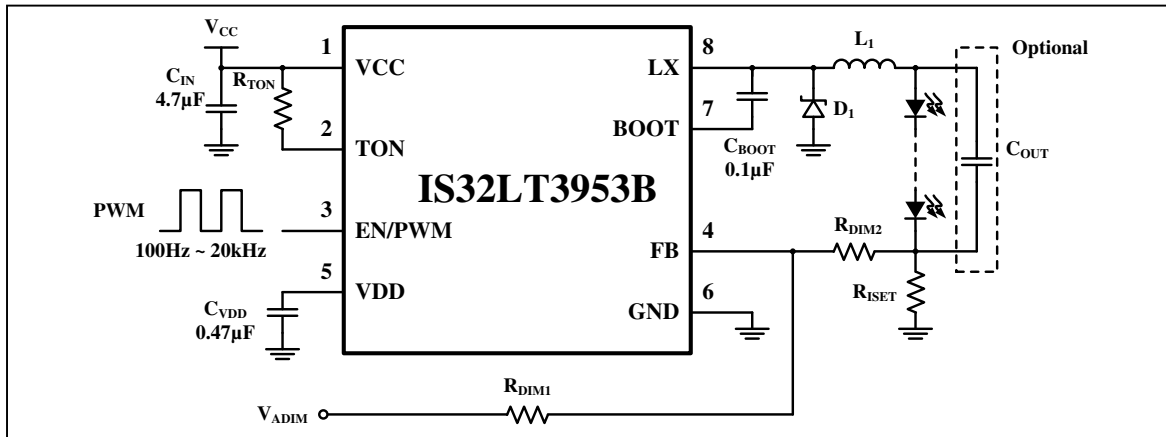 VCC
1
VCC
CIN
4.7µF
RTON
2
TON
PWM
100Hz ~ 20kHz
3
EN/PWM
5
VDD
CVDD
0.47µF
IS32LT3953B
8
LX
7
BOOT
CBOOT
0.1µF
D1
L1
Optional
COUT
4
FB
RDIM2
RISET
6
GND
RDIM1
VADIM